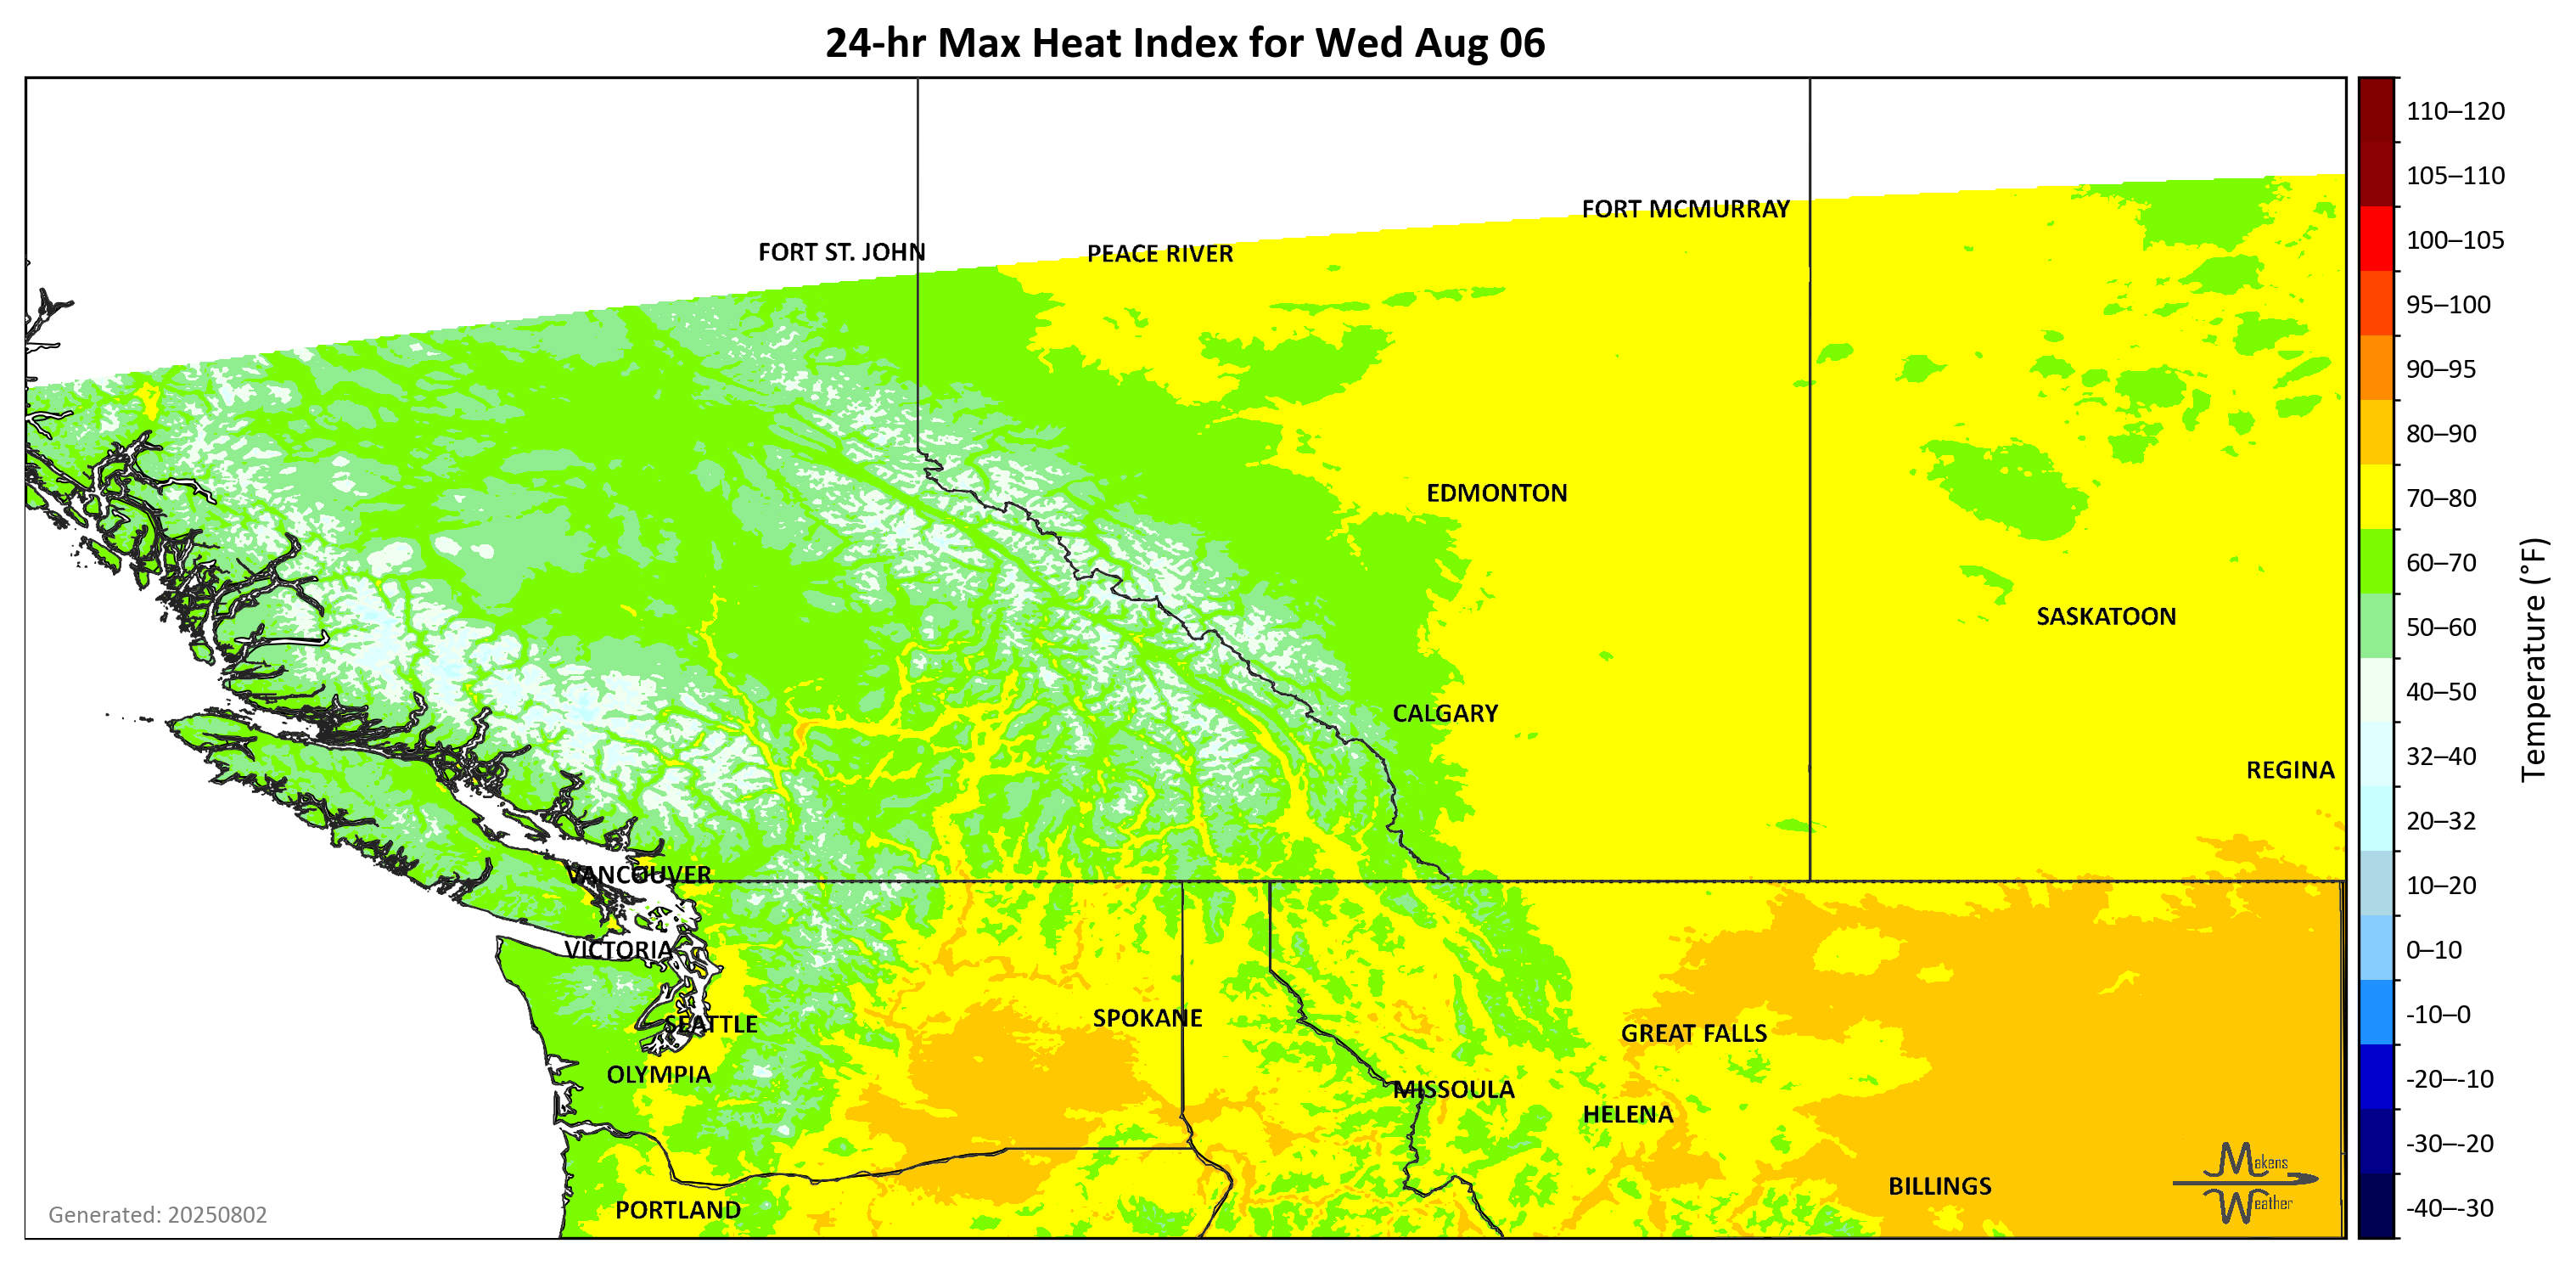 24-hr Max Heat Index for Wed Aug 06
110–120
105–110
FORT MCMURRAY
100–105
FORT ST. JOHN
PEACE RIVER
95–100
90–95
80–90
EDMONTON
70–80
60–70
SASKATOON
50–60
40–50
CALGARY
32–40
REGINA
20–32
VANCOUVER
10–20
VICTORIA
0–10
-10–0
SPOKANE
SEATTLE
GREAT FALLS
OLYMPIA
-20–-10
MISSOULA
HELENA
-30–-20
Makens
Weather
BILLINGS
-40–-30
PORTLAND
Generated: 20250802
Temperature (°F)